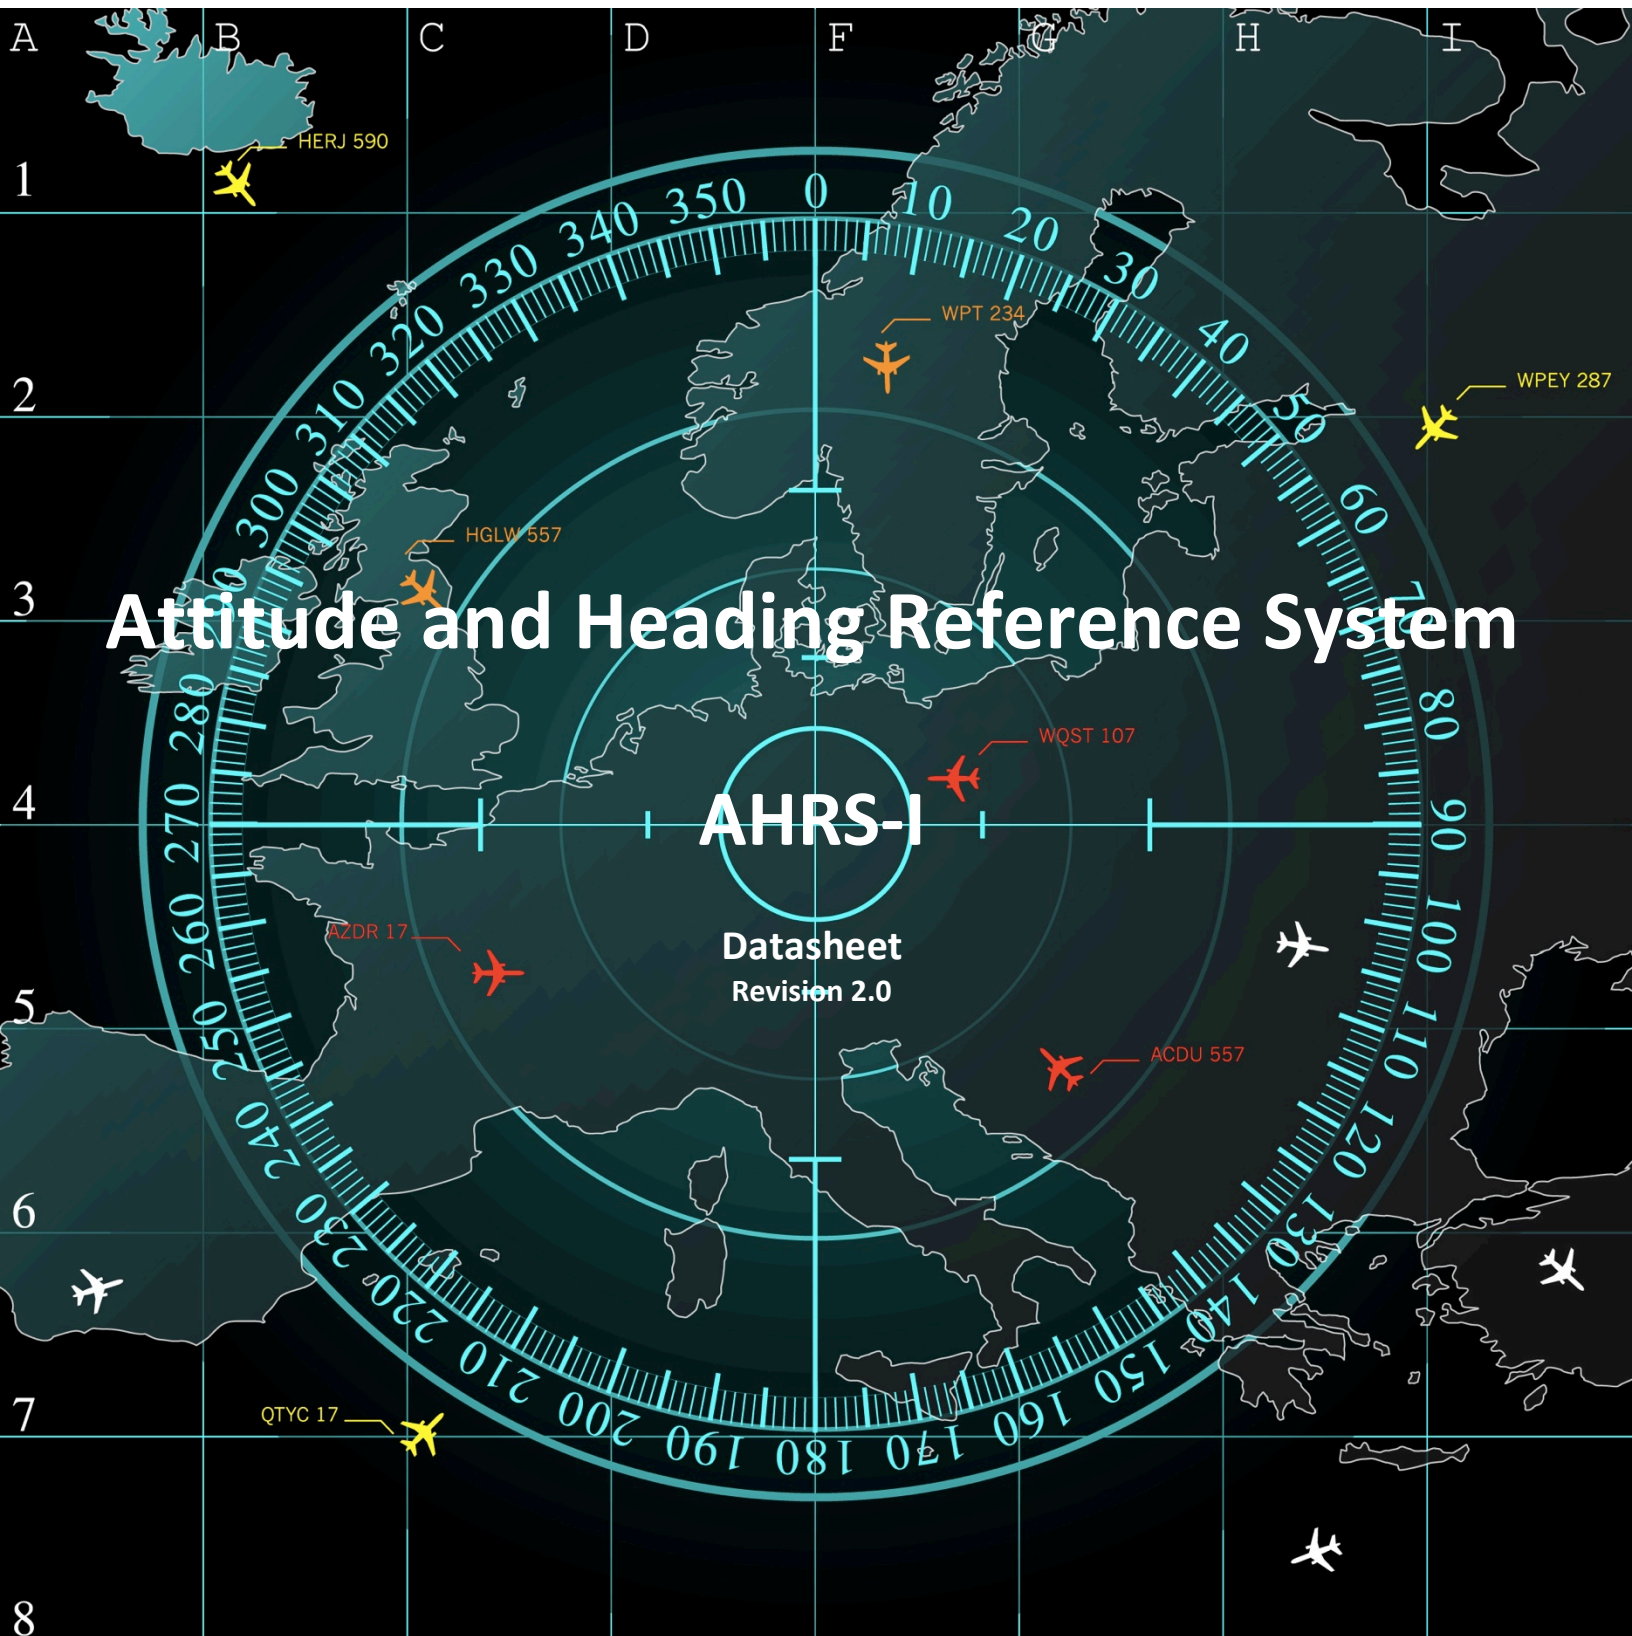 A B C D F G H I
HERJ 590
1
350 0 10
340 20
330 30
WPT 234
320 40
2
WPEY 287
310 50
300 60
HGLW 557
290 70
3
Attitude and Heading Reference System
280 80
WQST 107
4
270 90
AHRS-I
260 100
AZDR 17
Datasheet
Revision 2.0
5
250 110
ACDU 557
240 120
6
230 130
220 140
210 150
7
QTYC 17
200 160
190 180 170
8